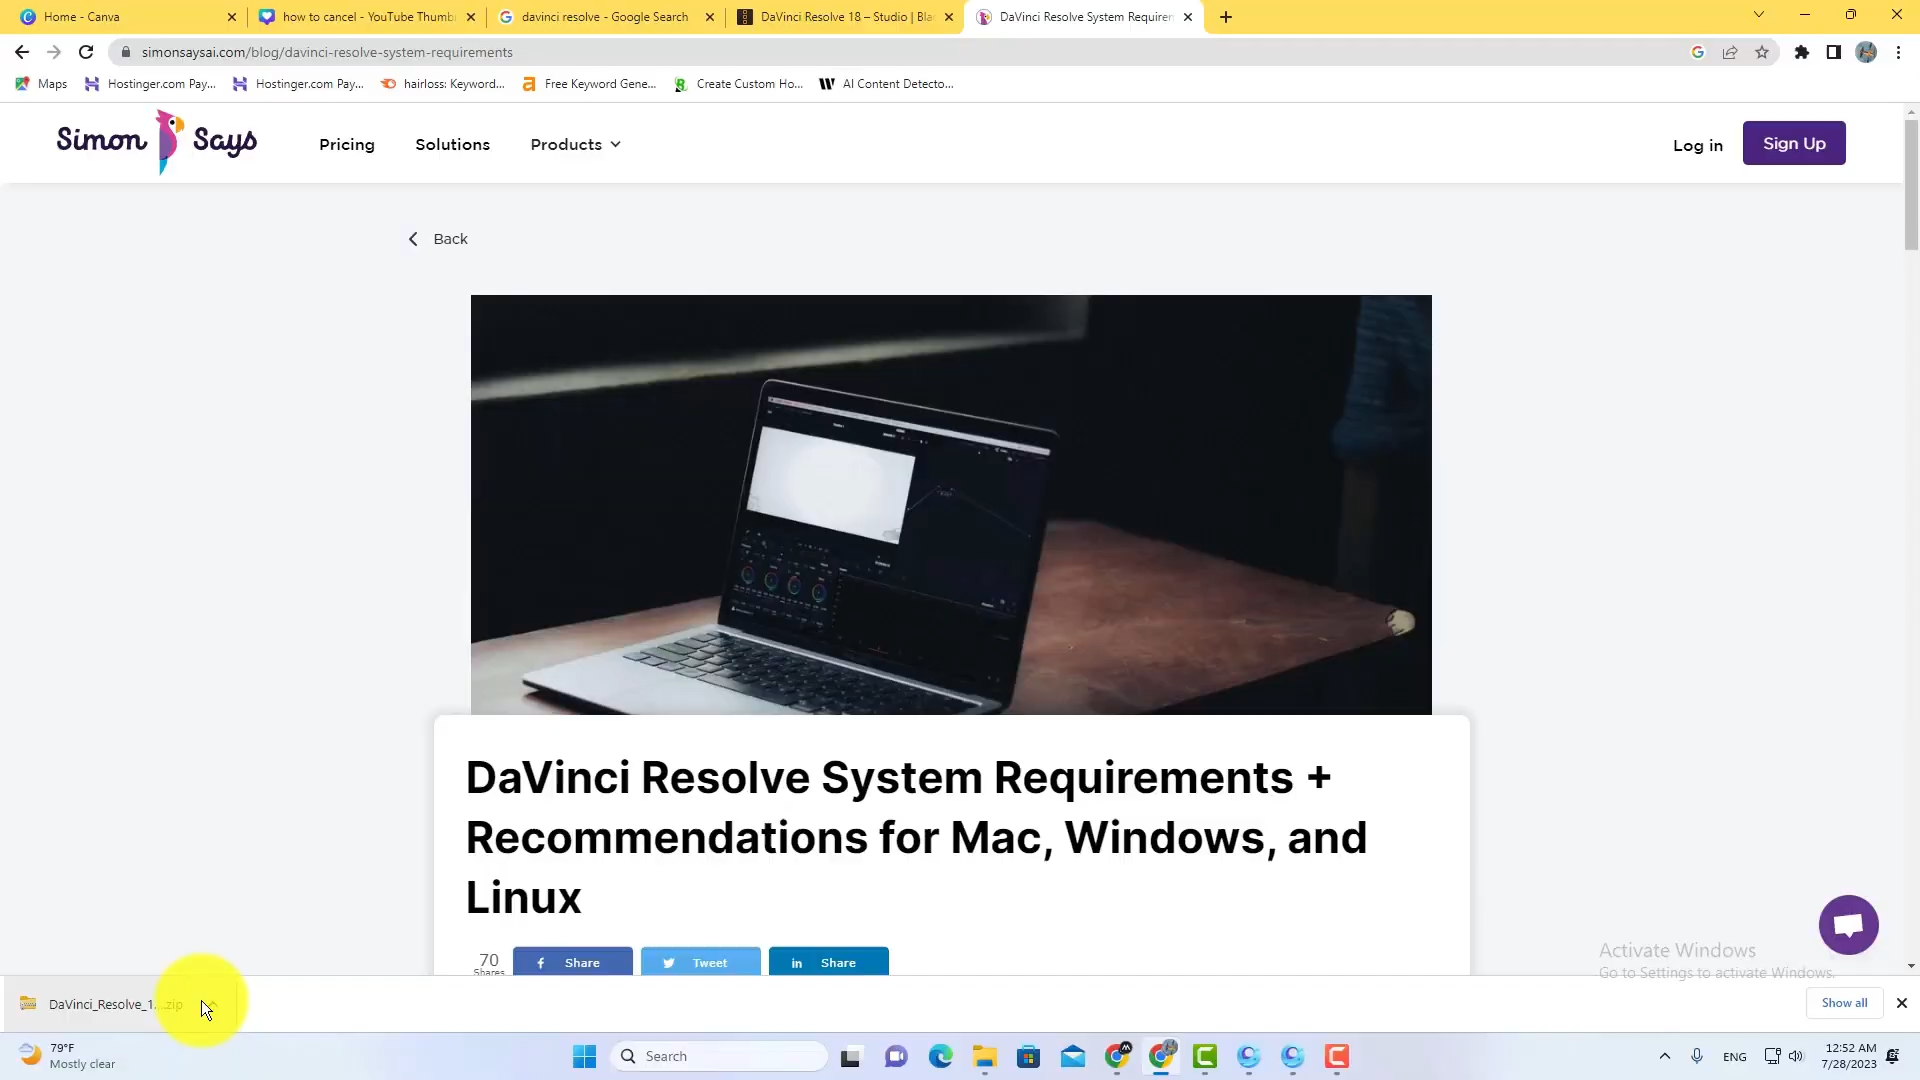 Home - Canva
how to cancel - YouTube Thumb
davinci resolve - Google Search
DaVinci Resolve 18 – Studio | Bla
DaVinci Resolve System Requirem
simonsaysai.com/blog/davinci-resolve-system-requirements
Maps
Hostinger.com Pay...
Hostinger.com Pay...
hairloss: Keyword...
Free Keyword Gene...
Create Custom Ho...
AI Content Detecto...
Simon Says
Pricing
Solutions
Products
Log in
Sign Up
Back
DaVinci Resolve System Requirements +
Recommendations for Mac, Windows, and
Linux
70
Shares
Share
Tweet
Share
Activate Windows
Go to Settings to activate Windows.
DaVinci_Resolve_1....zip
Show all
79°F
Mostly clear
Search
ENG
12:52 AM
7/28/2023